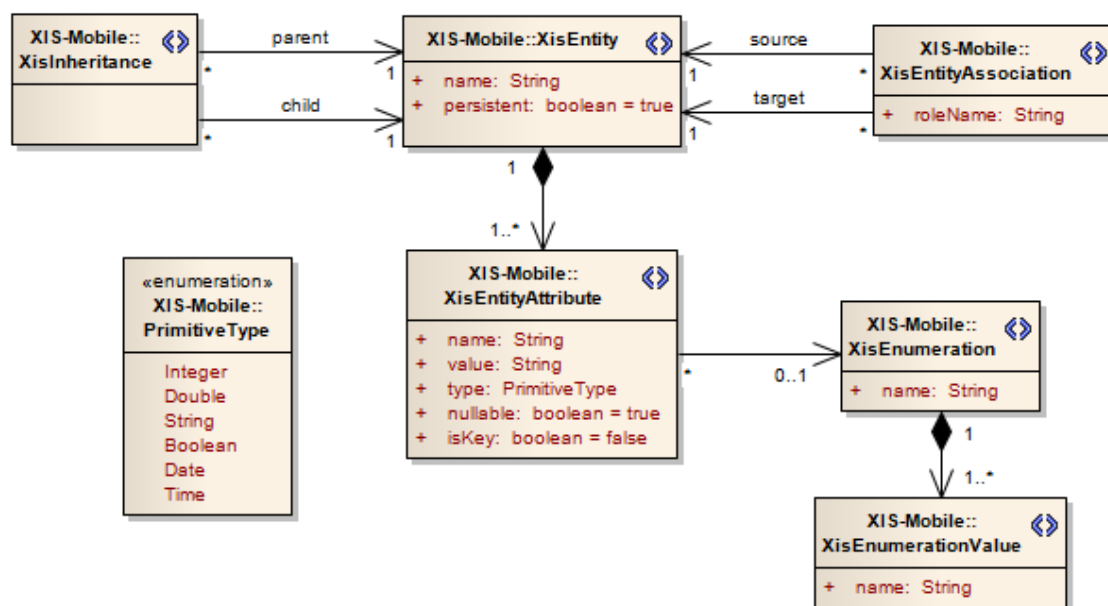 XIS-Mobile::
XisInheritance
parent
*
1
child
*
1
XIS-Mobile::XisEntity
+ name: String
+ persistent: boolean = true
source
1
*
target
1
*
XIS-Mobile::
XisEntityAssociation
+ roleName: String
1
1..*
«enumeration»
XIS-Mobile::
PrimitiveType
Integer
Double
String
Boolean
Date
Time
XIS-Mobile::
XisEntityAttribute
+ name: String
+ value: String
+ type: PrimitiveType
+ nullable: boolean = true
+ isKey: boolean = false
*
0..1
XIS-Mobile::
XisEnumeration
+ name: String
1
1..*
XIS-Mobile::
XisEnumerationValue
+ name: String